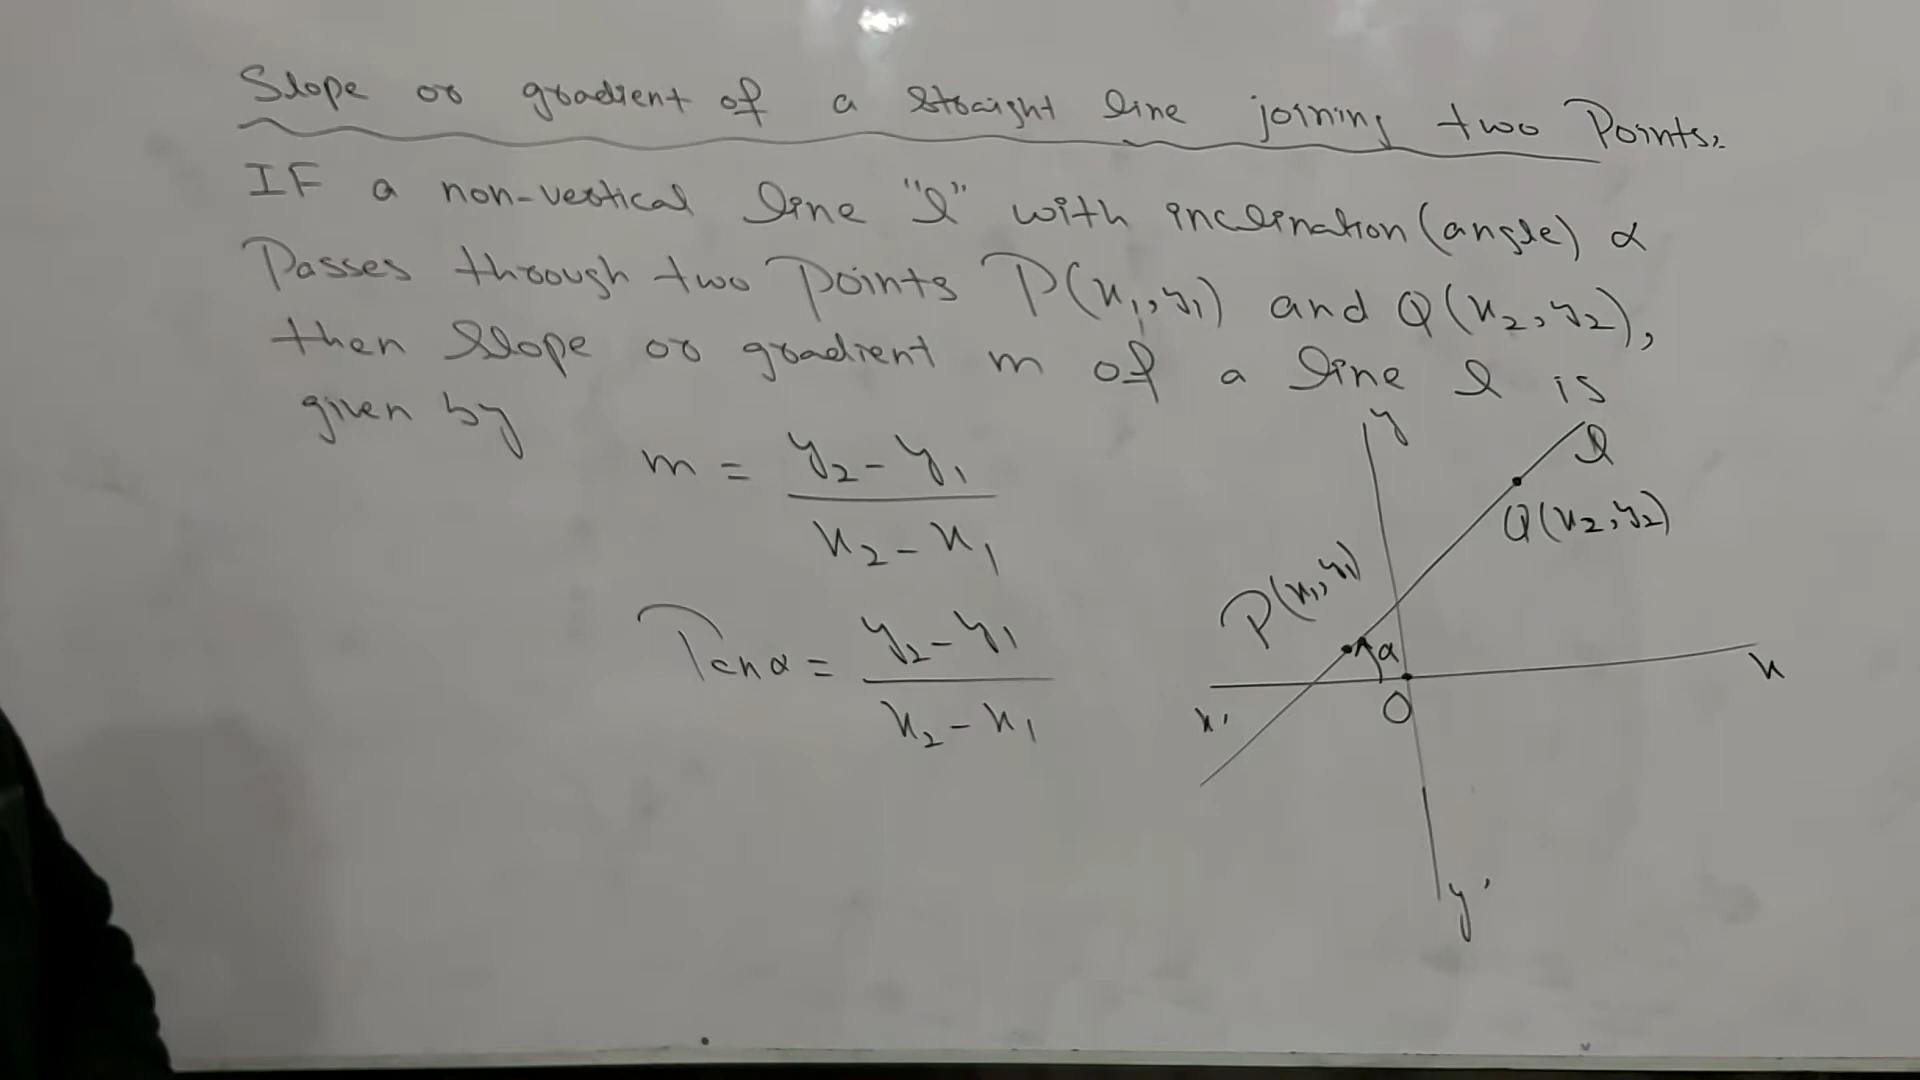 Slope or gradient of a straight line joining two Points.
IF a non-vertical line "l" with inclination (angle) α
Passes through two Points P(x₁, y₁) and Q(x₂, y₂),
then slope or gradient m of a line l is
given by
m = y₂ - y₁ / x₂ - x₁
Tan α = y₂ - y₁ / x₂ - x₁
y
l
Q(x₂, y₂)
P(x₁, y₁)
α
x
x'
O
y'